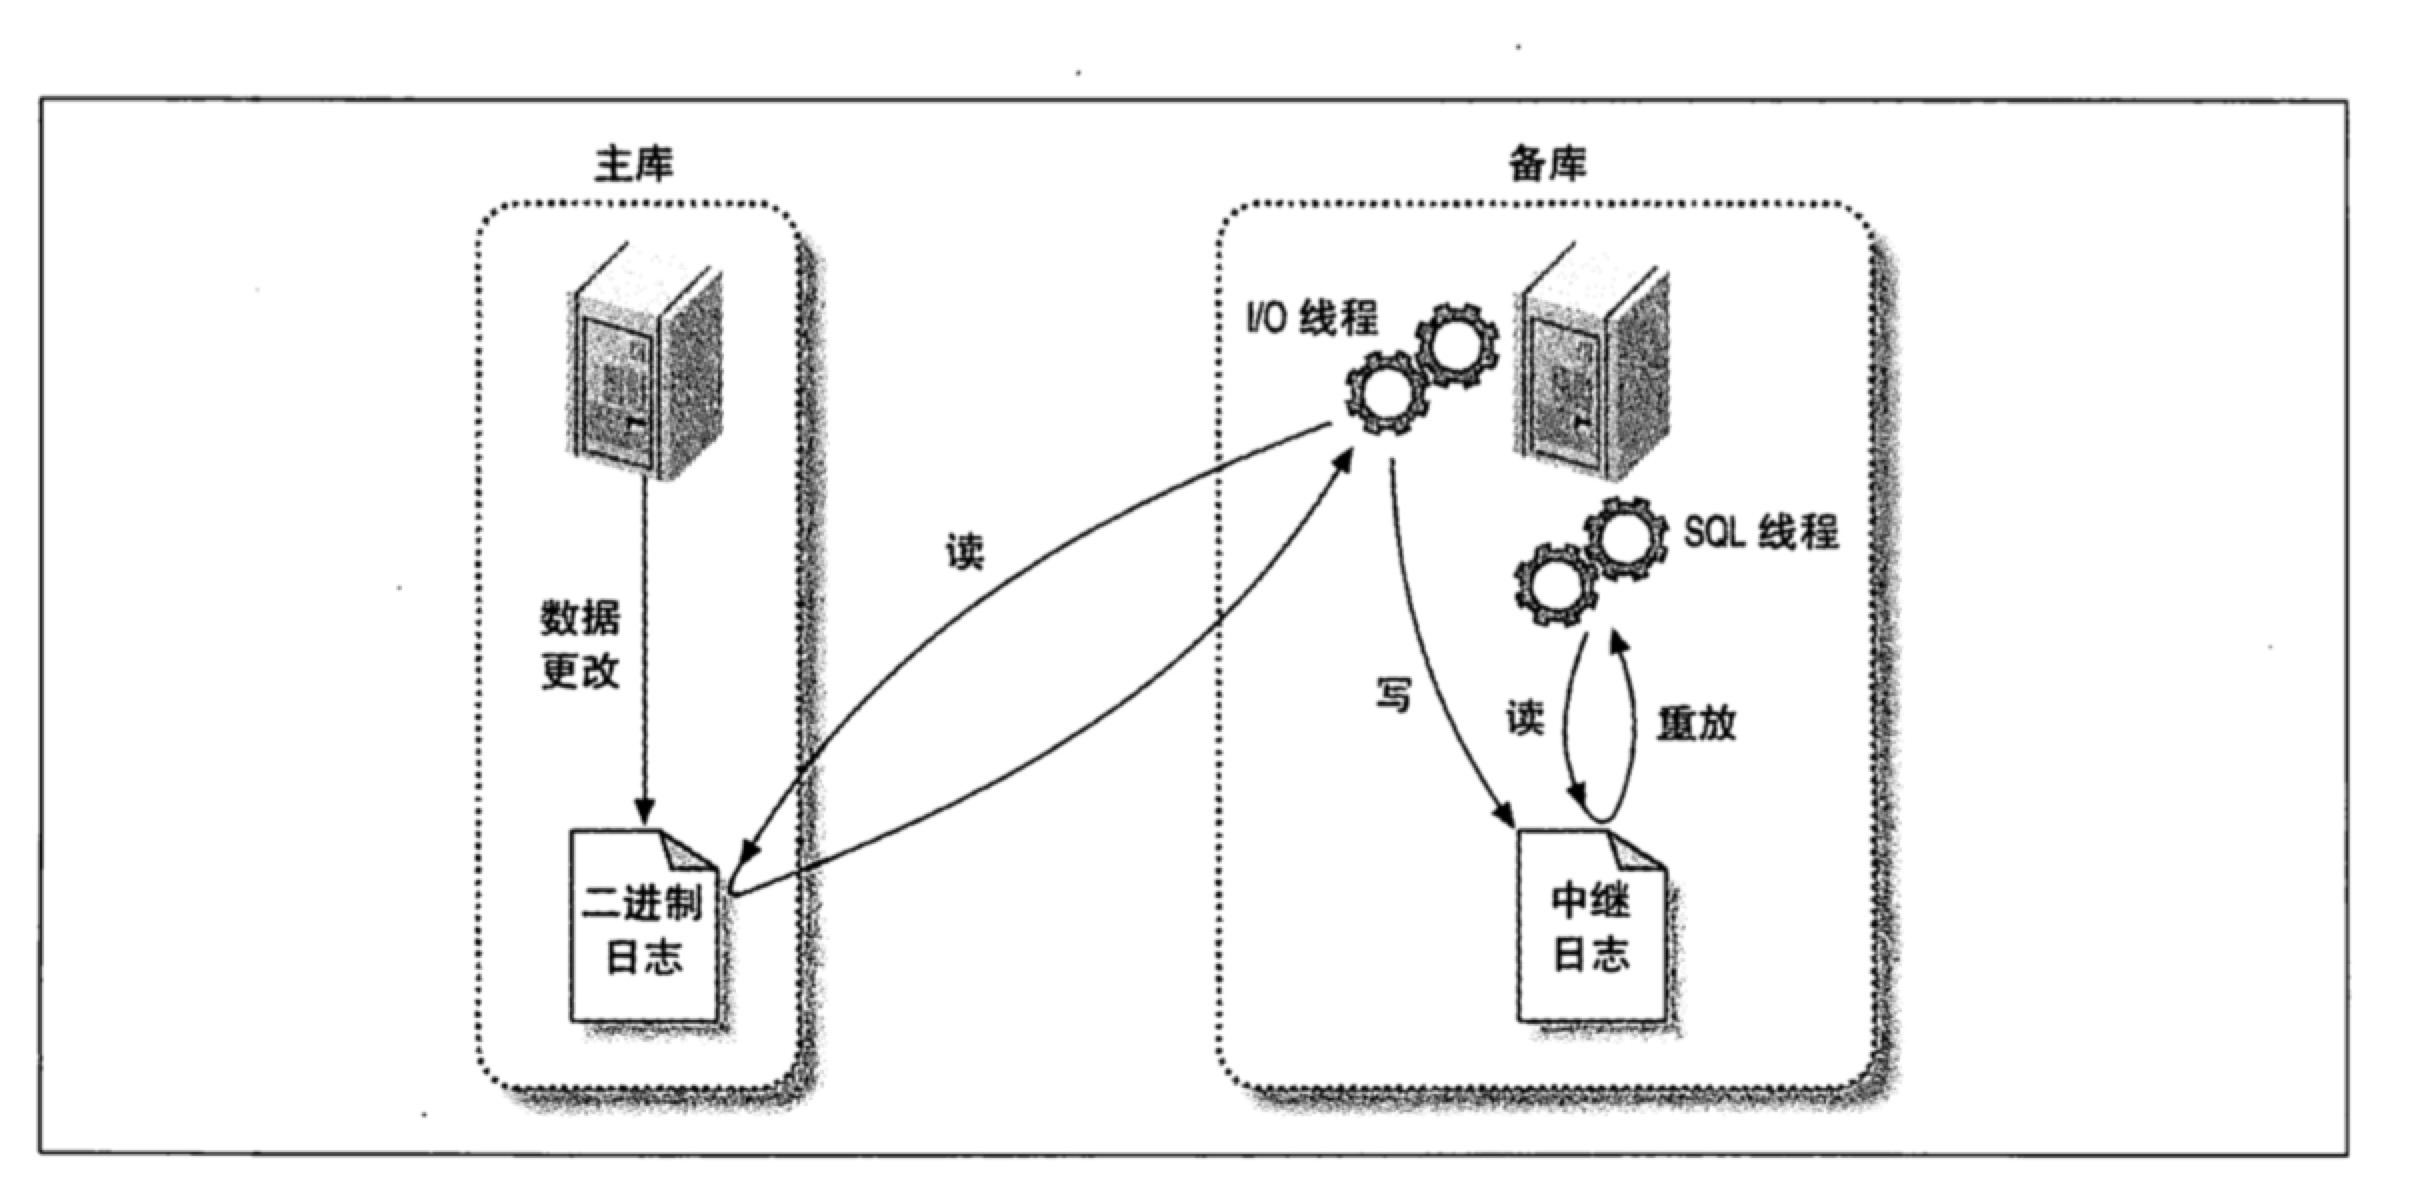 主库
备库
I/O 线程
SQL 线程
读
数据
更改
写
读
重放
二进制
日志
中继
日志